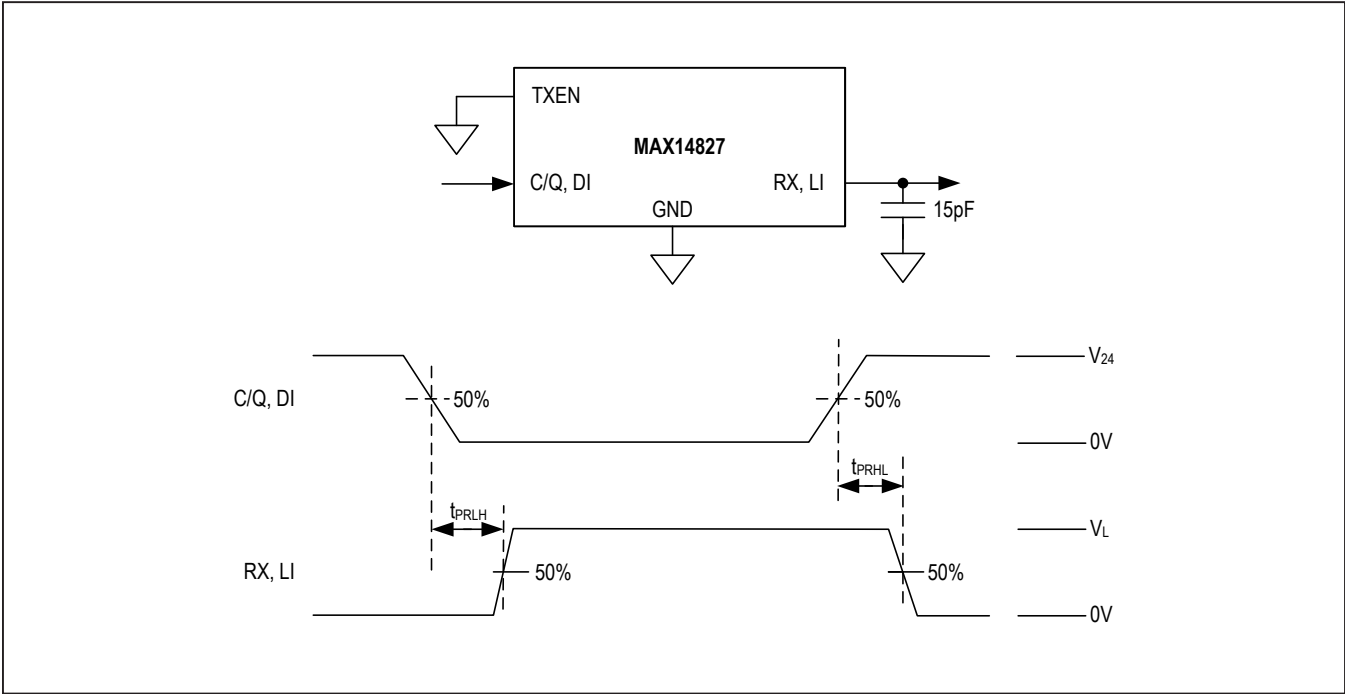 TXEN
MAX14827
C/Q, DI
RX, LI
GND
15pF
V24
C/Q, DI
50%
50%
0V
tPRHL
tPRLH
VL
RX, LI
50%
50%
0V